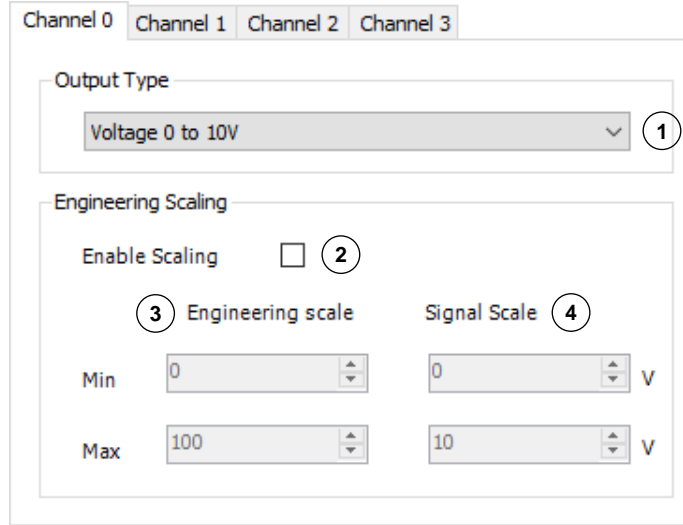 Channel 0 Channel 1 Channel 2 Channel 3
Output Type
Voltage 0 to 10V 1
Engineering Scaling
Enable Scaling 2
3 Engineering scale Signal Scale 4
Min 0 0 V
Max 100 10 V